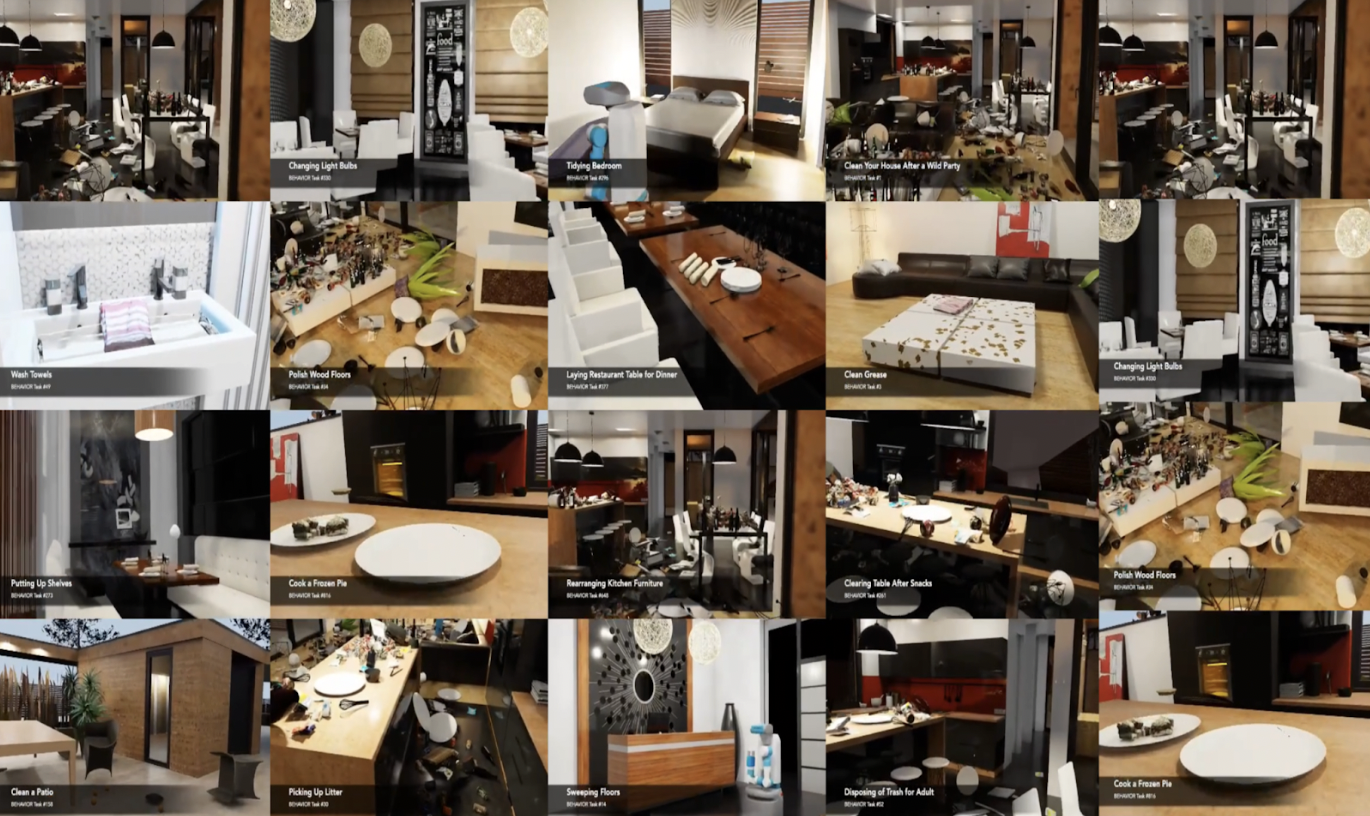 food
Changing Light Bulbs
BEHAVIOR Task #330
Tidying Bedroom
BEHAVIOR Task #296
Clean Your House After a Wild Party
BEHAVIOR Task #1
Wash Towels
BEHAVIOR Task #49
Polish Wood Floors
BEHAVIOR Task #34
Laying Restaurant Table for Dinner
BEHAVIOR Task #377
Clean Grease
BEHAVIOR Task #3
food
Changing Light Bulbs
BEHAVIOR Task #330
Putting Up Shelves
BEHAVIOR Task #273
Cook a Frozen Pie
BEHAVIOR Task #816
Rearranging Kitchen Furniture
BEHAVIOR Task #648
Clearing Table After Snacks
BEHAVIOR Task #261
Polish Wood Floors
BEHAVIOR Task #34
Clean a Patio
BEHAVIOR Task #138
Picking Up Litter
BEHAVIOR Task #30
Sweeping Floors
BEHAVIOR Task #14
Disposing of Trash for Adult
BEHAVIOR Task #52
Cook a Frozen Pie
BEHAVIOR Task #816